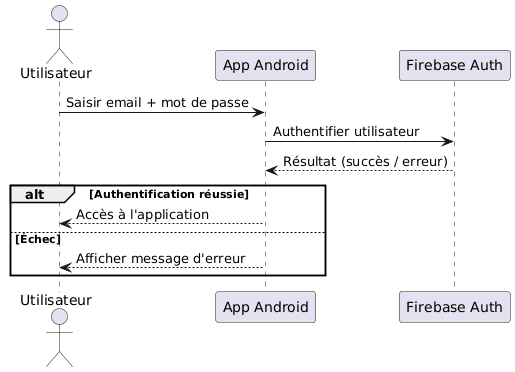 Utilisateur
App Android
Firebase Auth
Saisir email + mot de passe
Authentifier utilisateur
Résultat (succès / erreur)
alt
[Authentification réussie]
Accès à l'application
[Échec]
Afficher message d'erreur
Utilisateur
App Android
Firebase Auth